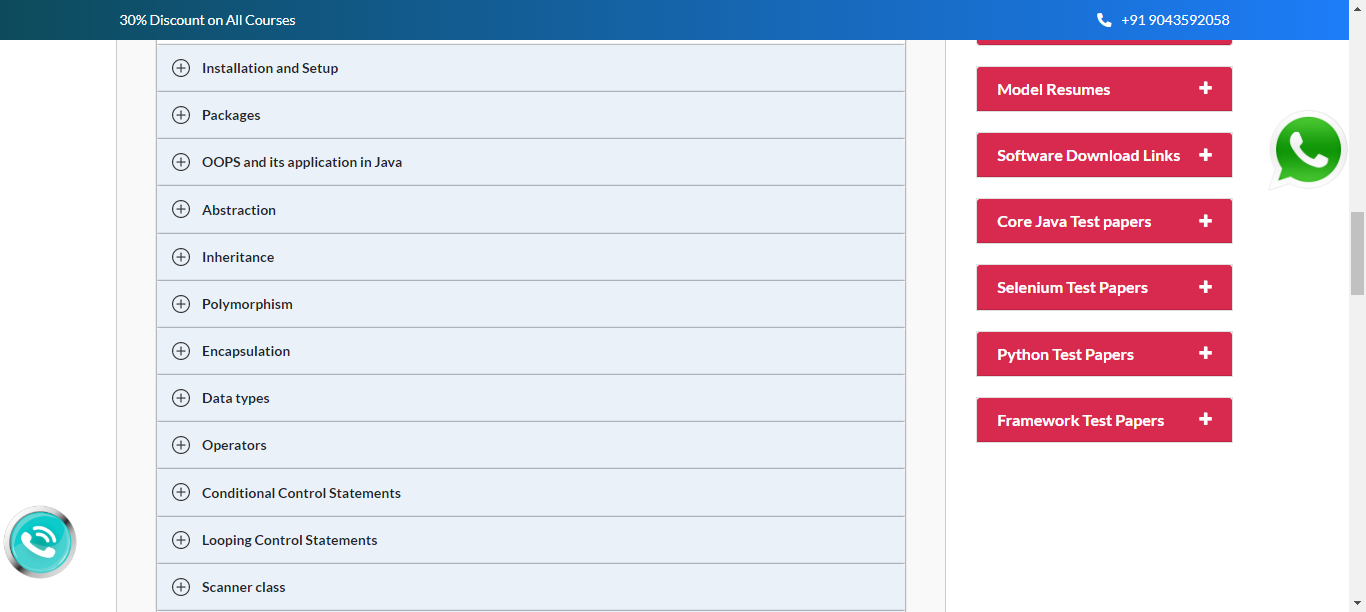 30% Discount on All Courses
+91 9043592058
Installation and Setup
Packages
OOPS and its application in Java
Abstraction
Inheritance
Polymorphism
Encapsulation
Data types
Operators
Conditional Control Statements
Looping Control Statements
Scanner class
Model Resumes
Software Download Links
Core Java Test papers
Selenium Test Papers
Python Test Papers
Framework Test Papers